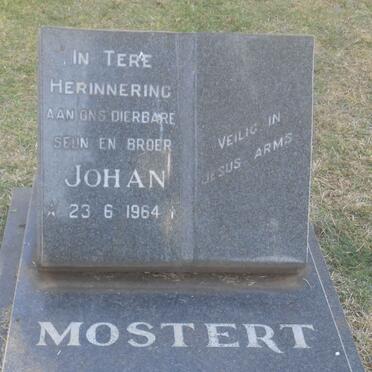 IN TERE
HERINNERING
AAN ONS DIERBARE
SEUN EN BROER
JOHAN
* 23 6 1964 †
VEILIG IN
JESUS ARMS
MOSTERT